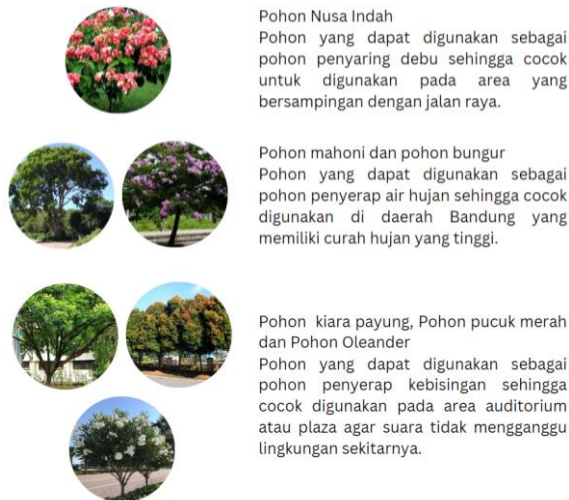 Pohon Nusa Indah
Pohon yang dapat digunakan sebagai
pohon penyaring debu sehingga cocok
untuk digunakan pada area yang
bersampingan dengan jalan raya.
Pohon mahoni dan pohon bungur
Pohon yang dapat digunakan sebagai
pohon penyerap air hujan sehingga cocok
digunakan di daerah Bandung yang
memiliki curah hujan yang tinggi.
Pohon kiara payung, Pohon pucuk merah
dan Pohon Oleander
Pohon yang dapat digunakan sebagai
pohon penyerap kebisingan sehingga
cocok digunakan pada area auditorium
atau plaza agar suara tidak mengganggu
lingkungan sekitarnya.